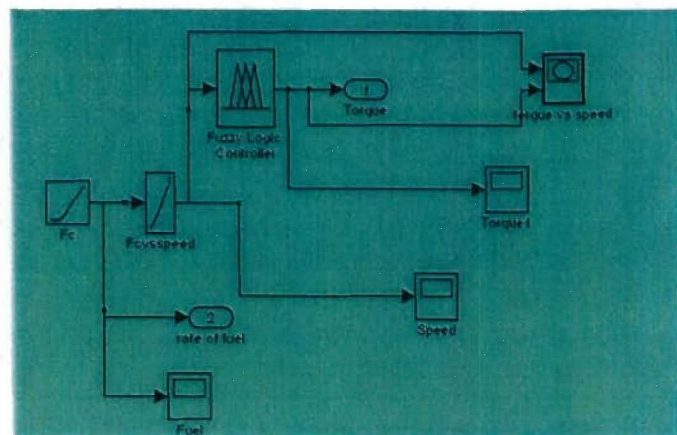 1
Torque
torque vs speed
Fuzzy Logic
Controller
Torque1
Fc
Fcvsspeed
2
rate of fuel
Speed
Fuel